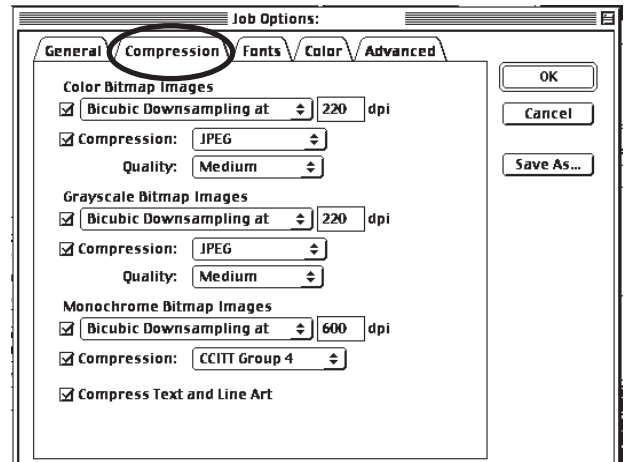 Job Options:
General Compression Fonts Color Advanced
Color Bitmap Images
Bicubic Downsampling at 220 dpi
Compression: JPEG
Quality: Medium
Grayscale Bitmap Images
Bicubic Downsampling at 220 dpi
Compression: JPEG
Quality: Medium
Monochrome Bitmap Images
Bicubic Downsampling at 600 dpi
Compression: CCITT Group 4
Compress Text and Line Art
OK
Cancel
Save As...